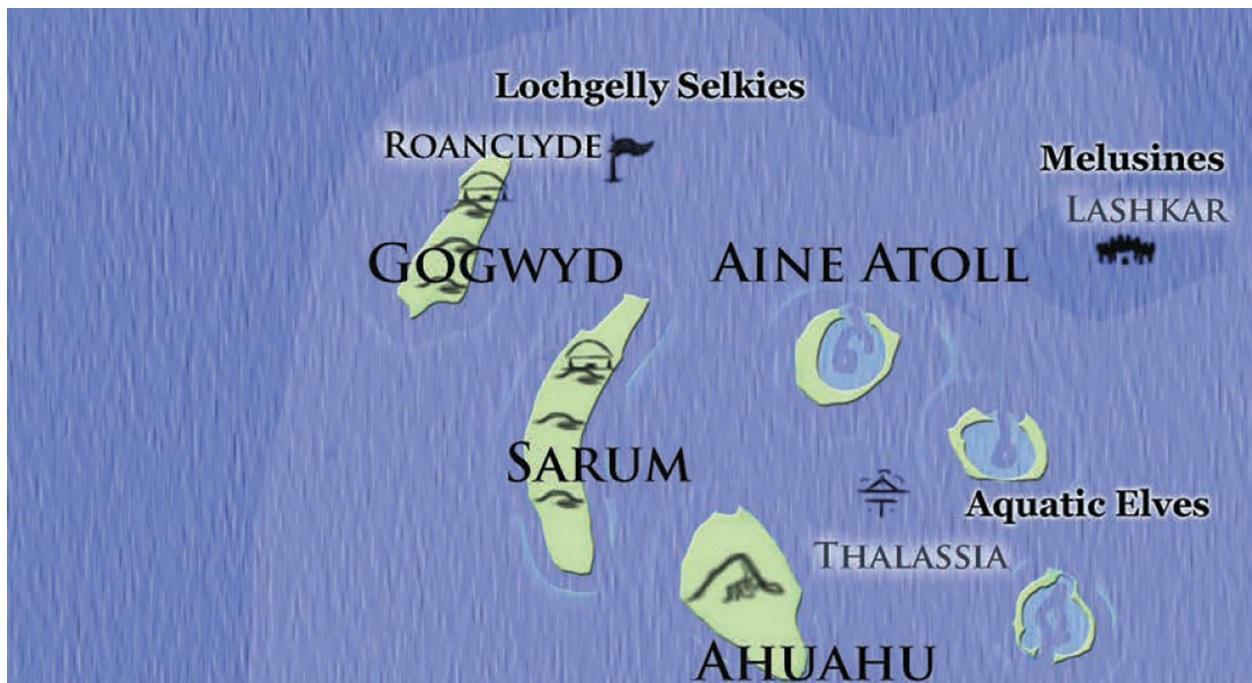 Lochgelly Selkies
ROANCLYDE
Melusines
LASHKAR
GOGWYD
AINE ATOLL
SARUM
Aquatic Elves
THALASSIA
AHUAHU